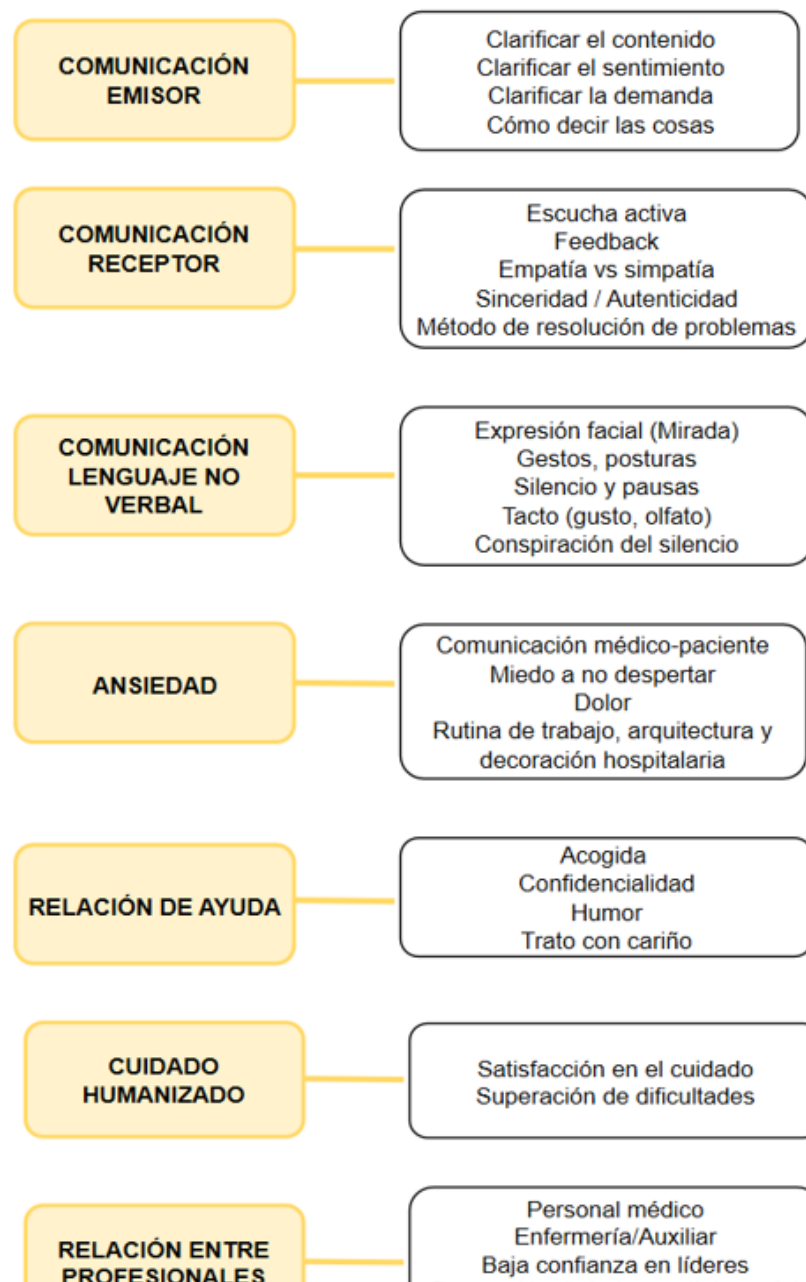 COMUNICACIÓN
EMISOR
Clarificar el contenido
Clarificar el sentimiento
Clarificar la demanda
Cómo decir las cosas
COMUNICACIÓN
RECEPTOR
Escucha activa
Feedback
Empatía vs simpatía
Sinceridad / Autenticidad
Método de resolución de problemas
COMUNICACIÓN
LENGUAJE NO
VERBAL
Expresión facial (Mirada)
Gestos, posturas
Silencio y pausas
Tacto (gusto, olfato)
Conspiración del silencio
ANSIEDAD
Comunicación médico-paciente
Miedo a no despertar
Dolor
Rutina de trabajo, arquitectura y
decoración hospitalaria
RELACIÓN DE AYUDA
Acogida
Confidencialidad
Humor
Trato con cariño
CUIDADO
HUMANIZADO
Satisfacción en el cuidado
Superación de dificultades
RELACIÓN ENTRE
PROFESIONALES
Personal médico
Enfermería/Auxiliar
Baja confianza en líderes